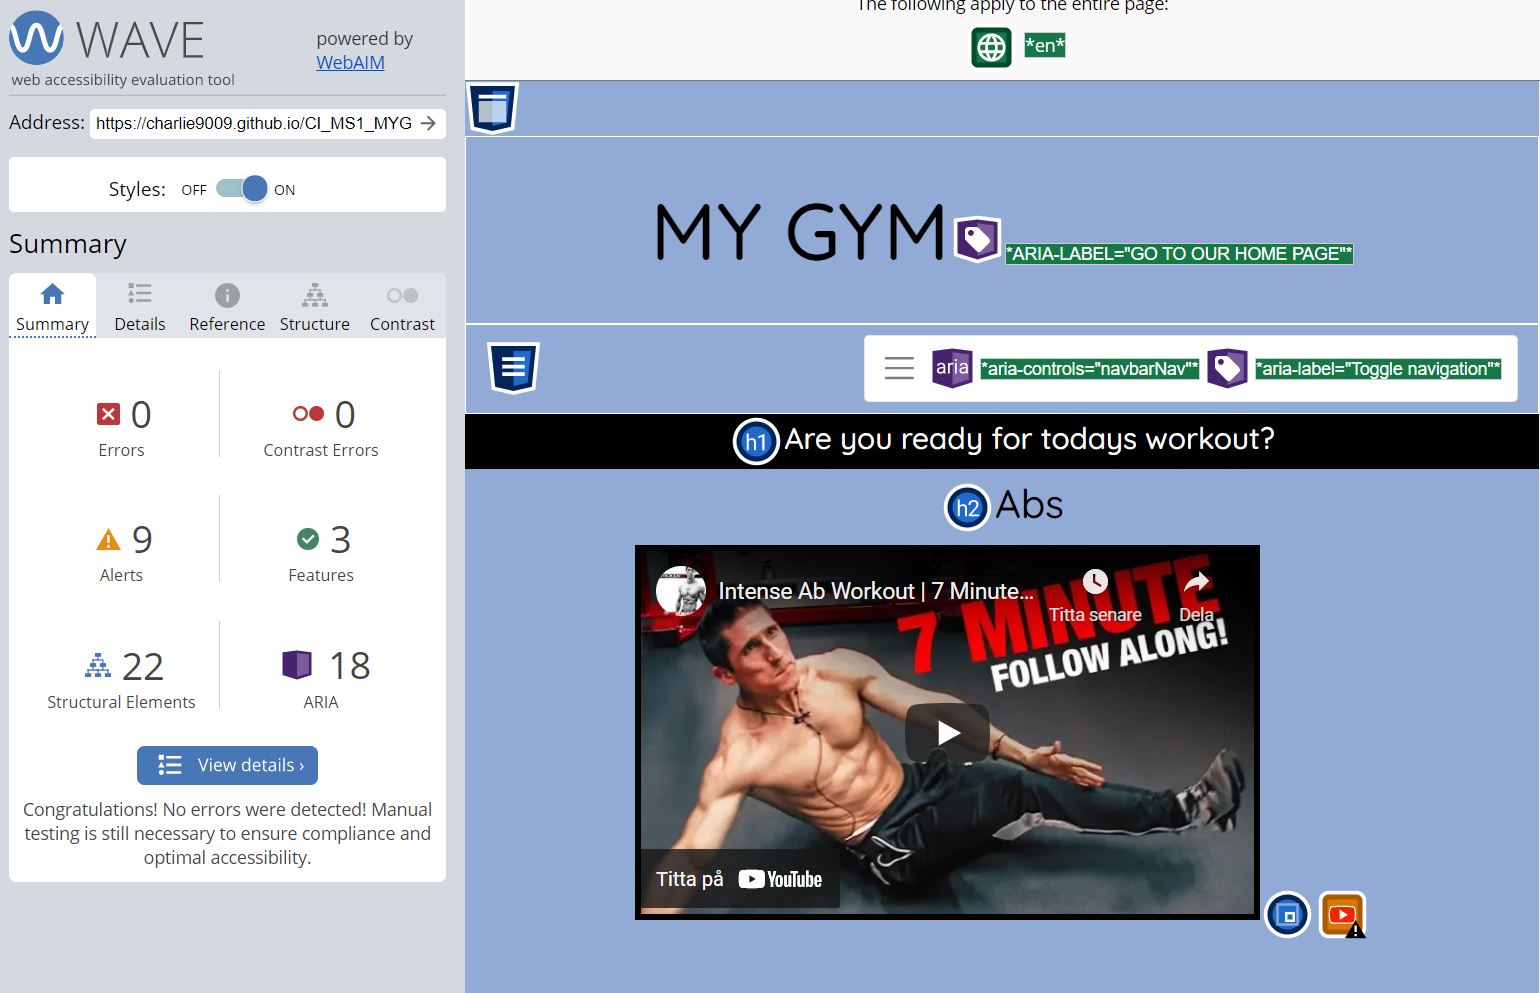 WAVE
powered by
WebAIM
web accessibility evaluation tool
Address: https://charlie9009.github.io/CI_MS1_MYG
Styles: OFF ON
Summary
Summary Details Reference Structure Contrast
0
Errors
0
Contrast Errors
9
Alerts
3
Features
22
Structural Elements
18
ARIA
View details ›
Congratulations! No errors were detected! Manual
testing is still necessary to ensure compliance and
optimal accessibility.
The following apply to the entire page:
*en*
MY GYM *ARIA-LABEL="GO TO OUR HOME PAGE"*
aria *aria-controls="navbarNav"* *aria-label="Toggle navigation"*
h1 Are you ready for todays workout?
h2 Abs
Intense Ab Workout | 7 Minute...
Titta senare
Dela
7 MINUTE
FOLLOW ALONG!
Titta på YouTube